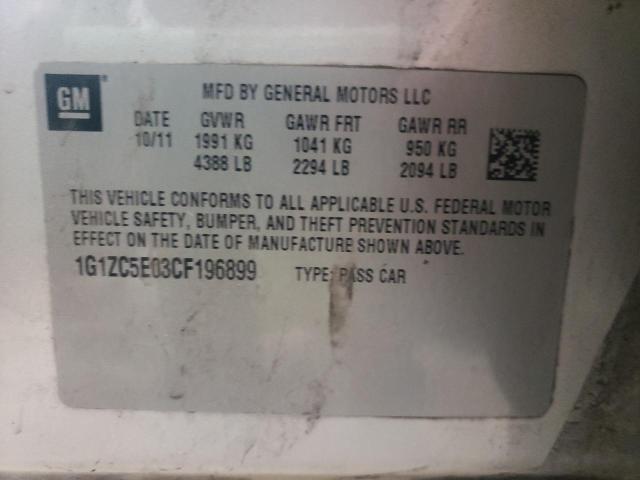 GM ® MFD BY GENERAL MOTORS LLC
DATE GVWR GAWR FRT GAWR RR
10/11 1991 KG 1041 KG 950 KG
4388 LB 2294 LB 2094 LB
THIS VEHICLE CONFORMS TO ALL APPLICABLE U.S. FEDERAL MOTOR
VEHICLE SAFETY, BUMPER, AND THEFT PREVENTION STANDARDS IN
EFFECT ON THE DATE OF MANUFACTURE SHOWN ABOVE.
1G1ZC5E03CF196899 TYPE: PASS CAR